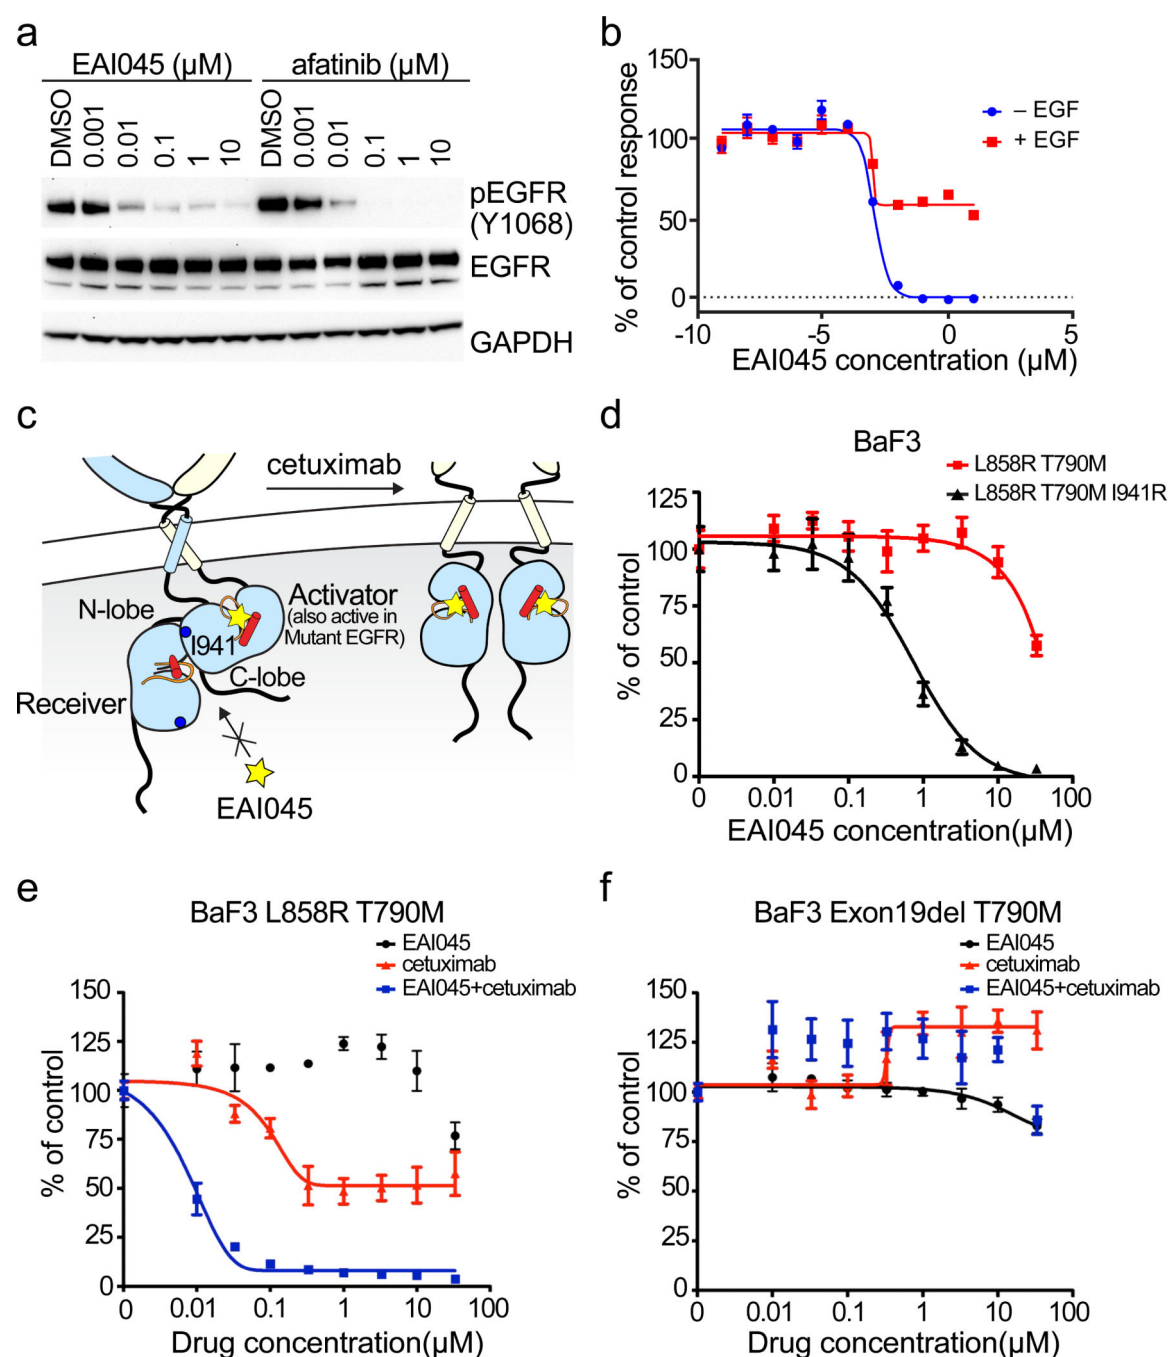 a
EAI045 (µM)
afatinib (µM)
DMSO
0.001
0.01
0.1
1
10
DMSO
0.001
0.01
0.1
1
10
pEGFR
(Y1068)
EGFR
GAPDH
b
% of control response
150
100
50
0
-10
-5
0
5
EAI045 concentration (µM)
– EGF
+ EGF
c
cetuximab
N-lobe
I941
Activator
(also active in
Mutant EGFR)
C-lobe
Receiver
EAI045
d
BaF3
L858R T790M
L858R T790M I941R
% of control
125
100
75
50
25
0
0
0.01
0.1
1
10
100
EAI045 concentration(µM)
e
BaF3 L858R T790M
EAI045
cetuximab
EAI045+cetuximab
% of control
150
125
100
75
50
25
0
0
0.01
0.1
1
10
100
Drug concentration(µM)
f
BaF3 Exon19del T790M
EAI045
cetuximab
EAI045+cetuximab
% of control
150
125
100
75
50
25
0
0
0.01
0.1
1
10
100
Drug concentration(µM)